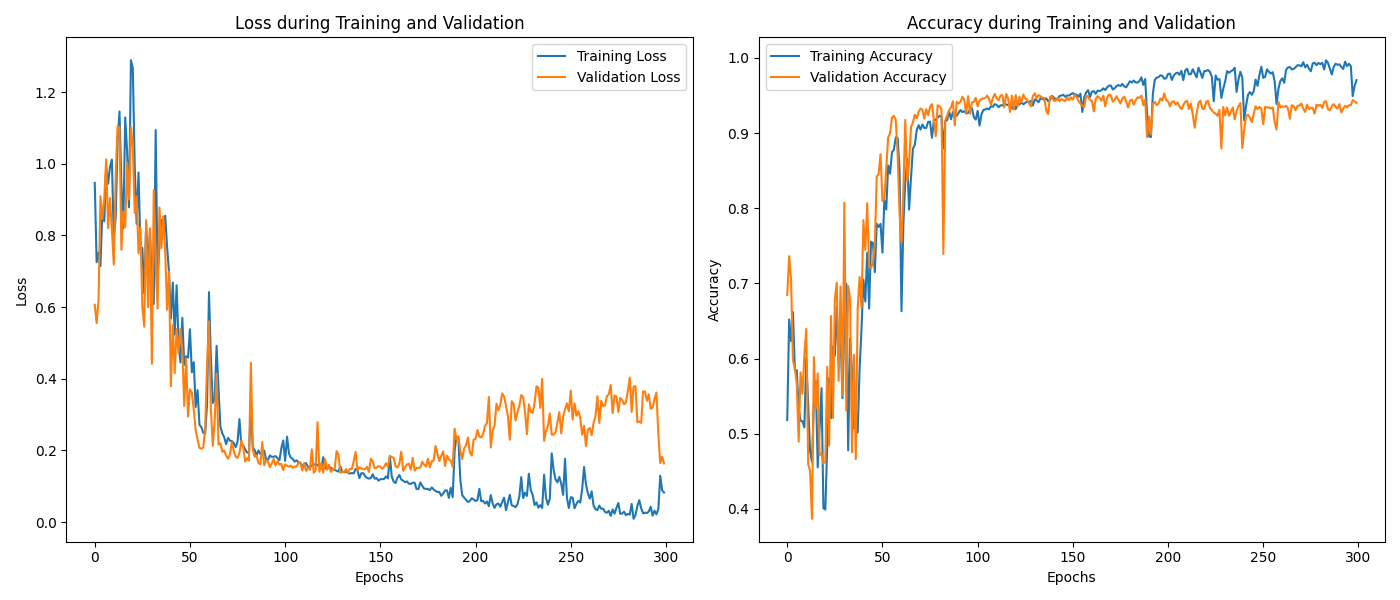 Loss during Training and Validation
Training Loss
Validation Loss
1.2
1.0
0.8
0.6
0.4
0.2
0.0
Loss
0 50 100 150 200 250 300
Epochs
Accuracy during Training and Validation
Training Accuracy
Validation Accuracy
1.0
0.9
0.8
0.7
0.6
0.5
0.4
Accuracy
0 50 100 150 200 250 300
Epochs